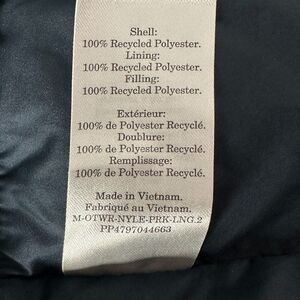 Shell:
100% Recycled Polyester.
Lining:
100% Recycled Polyester.
Filling:
100% Recycled Polyester.
Extérieur:
100% de Polyester Recyclé.
Doublure:
100% de Polyester Recyclé.
Remplissage:
100% de Polyester Recyclé.
Made in Vietnam.
Fabriqué au Vietnam.
M-OTWR-NYLE-PRK-LNG.2
PP4797044663